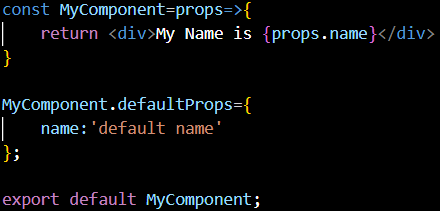 const MyComponent=props=>{
    return <div>My Name is {props.name}</div>
}

MyComponent.defaultProps={
    name:'default name'
};

export default MyComponent;